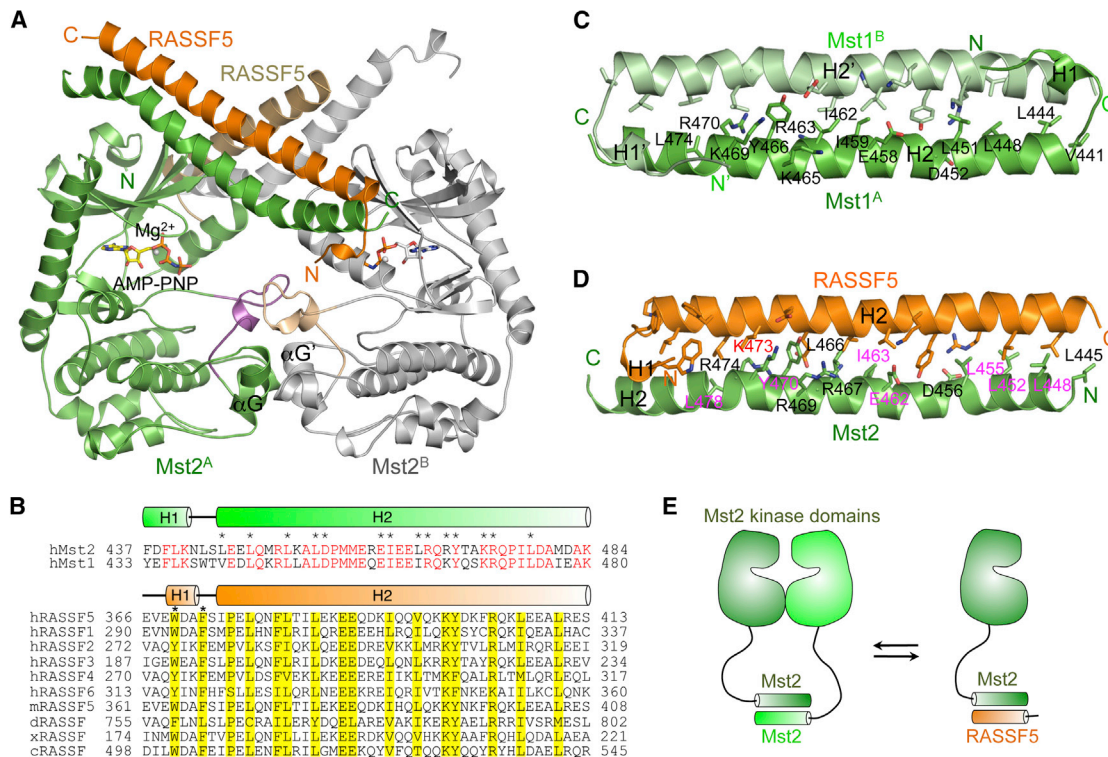 A
C
RASSF5
RASSF5
N
C
Mg2+
AMP-PNP
N
αG'
αG
Mst2A
Mst2B
B
H1
H2
* * * ** ** ** ** ** *
hMst2 437 FDFLKNLSLEELQMRLKALDPMMEREIEELRQRYTAKRQPILDAMDAK 484
hMst1 433 YEFLKSWTVEDLQKRLLALDPMMEQEIEEIRQKYQSKRQPILDAIEAK 480
H1
H2
* *
hRASSF5 366 EVEWDAFSIPELQNFLTILEKEEQDKIQQVQKKYDKFRQKLEEALRES 413
hRASSF1 290 EVNWDAFSMPELHNFLRILQREEEEHLRQILQKYSYCRQKIQEALHAC 337
hRASSF2 272 VAQYIKFEMPVLKSFIQKLQEEEDREVKKLMRKYTVLRLMIRQRLEEI 319
hRASSF3 187 IGEWEAFSLPELQNFLRILDKEEDEQLQNLKRRYTAYRQKLEEALREV 234
hRASSF4 270 VAQYIKFEMPVLDSFVEKLKEEEEREIIKLTMKFQALRLTMLQRLEQL 317
hRASSF6 313 VAQYINFHFSLLESILQRLNEEEKREIQRIVTKFNKEKAIILKCLQNK 360
mRASSF5 361 EVEWDAFSIPELQNFLTILEKEEQDKIHQLQKKYNKFRQKLEEALRES 408
dRASSF 755 VAQFLNLSLPECRAILERYDQELAREVAKIKERYAELRRRIVSRMESL 802
xRASSF 174 INMWDAFTVPELQNFLLILEKEERDKVQQVHKKYAAFRQHLQDALAEA 221
cRASSF 498 DILWDAFEIPELENFLRILGMEEKQYVFQTQQKYYHLRYHLDAELRQR 545
C
Mst1B
N
H2'
H1
C
I462
L444
C
R470
R463
L474
Y466
I459
L451
L448
H1'
K469
E458
H2
V441
N'
K465
D452
Mst1A
D
RASSF5
H2
C
K473
L466
C
H1
R474
I463
L455
L445
N
Y470
R467
L452
L448
H2
L478
R469
E462
D456
N
Mst2
E
Mst2 kinase domains
Mst2
Mst2
Mst2
RASSF5